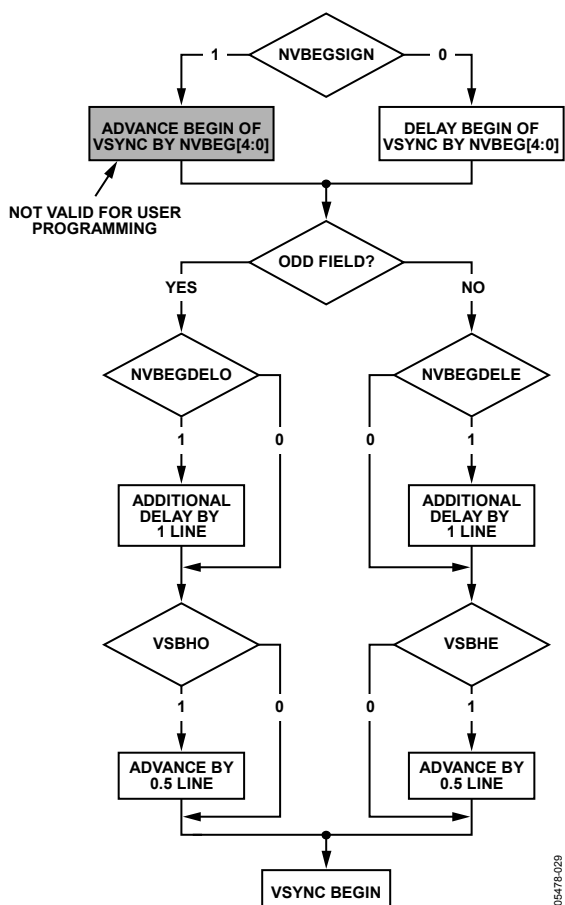 NVBEGSIGN
1
0
ADVANCE BEGIN OF
VSYNC BY NVBEG[4:0]
DELAY BEGIN OF
VSYNC BY NVBEG[4:0]
NOT VALID FOR USER
PROGRAMMING
ODD FIELD?
YES
NO
NVBEGDELO
NVBEGDELE
1
0
0
1
ADDITIONAL
DELAY BY
1 LINE
ADDITIONAL
DELAY BY
1 LINE
VSBHO
VSBHE
1
0
0
1
ADVANCE BY
0.5 LINE
ADVANCE BY
0.5 LINE
VSYNC BEGIN
05478-029